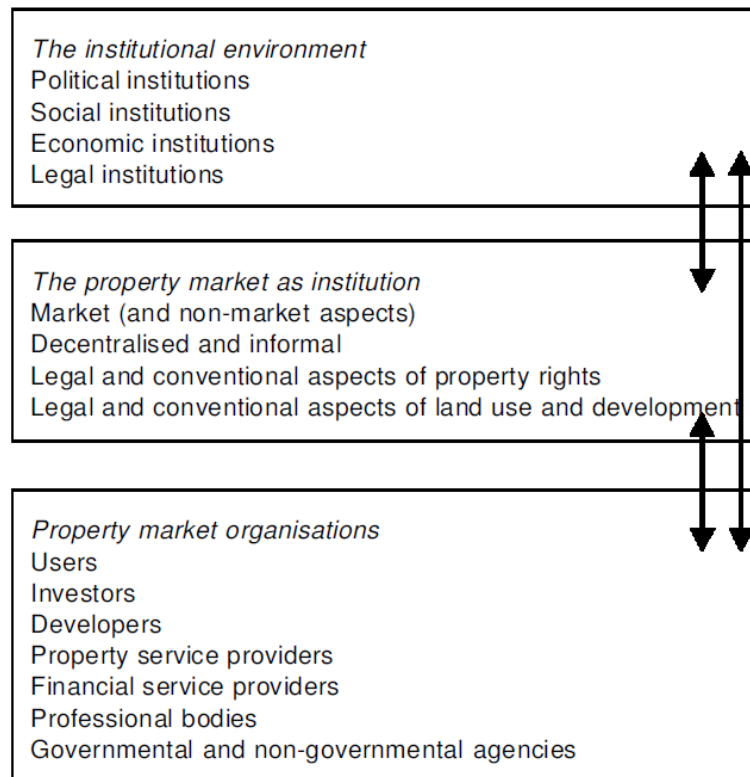 The institutional environment
Political institutions
Social institutions
Economic institutions
Legal institutions
The property market as institution
Market (and non-market aspects)
Decentralised and informal
Legal and conventional aspects of property rights
Legal and conventional aspects of land use and development
Property market organisations
Users
Investors
Developers
Property service providers
Financial service providers
Professional bodies
Governmental and non-governmental agencies